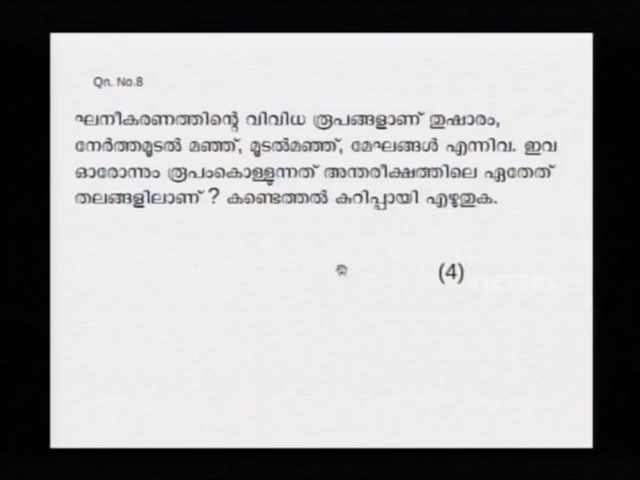 Qn. No.8
ഘനീകരണത്തിന്റെ വിവിധ രൂപങ്ങളാണ് തുഷാരം,
നേർത്തമൂടൽ മഞ്ഞ്, മൂടൽമഞ്ഞ്, മേഘങ്ങൾ എന്നിവ. ഇവ
ഓരോന്നും രൂപംകൊള്ളുന്നത് അന്തരീക്ഷത്തിലെ ഏതേത്
തലങ്ങളിലാണ് ? കണ്ടെത്തൽ കുറിപ്പായി എഴുതുക.
(4)
VICTERS